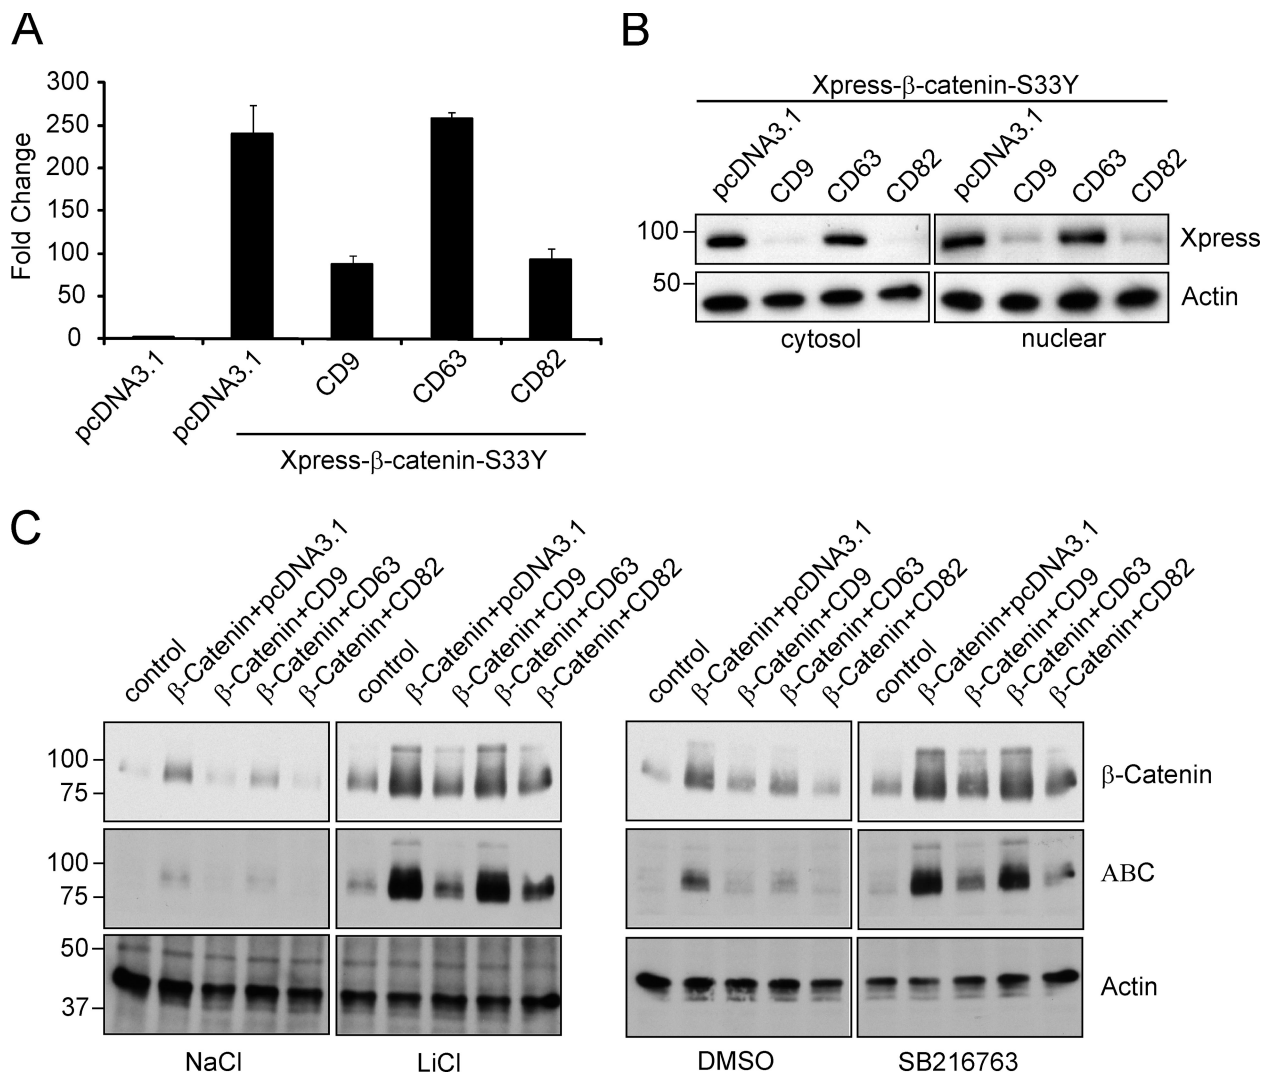 A
Fold Change
300
250
200
150
100
50
0
pcDNA3.1
pcDNA3.1
CD9
CD63
CD82
Xpress-β-catenin-S33Y
B
Xpress-β-catenin-S33Y
pcDNA3.1
CD9
CD63
CD82
pcDNA3.1
CD9
CD63
CD82
100
Xpress
50
Actin
cytosol
nuclear
C
control
β-Catenin+pcDNA3.1
β-Catenin+CD9
β-Catenin+CD63
β-Catenin+CD82
control
β-Catenin+pcDNA3.1
β-Catenin+CD9
β-Catenin+CD63
β-Catenin+CD82
control
β-Catenin+pcDNA3.1
β-Catenin+CD9
β-Catenin+CD63
β-Catenin+CD82
control
β-Catenin+pcDNA3.1
β-Catenin+CD9
β-Catenin+CD63
β-Catenin+CD82
100
75
β-Catenin
100
75
ABC
50
37
Actin
NaCl
LiCl
DMSO
SB216763